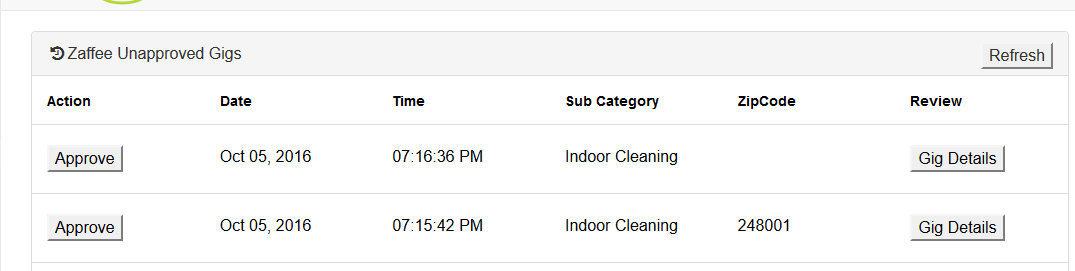 Zaffee Unapproved Gigs
Refresh
Action Date Time Sub Category ZipCode Review
Approve Oct 05, 2016 07:16:36 PM Indoor Cleaning Gig Details
Approve Oct 05, 2016 07:15:42 PM Indoor Cleaning 248001 Gig Details